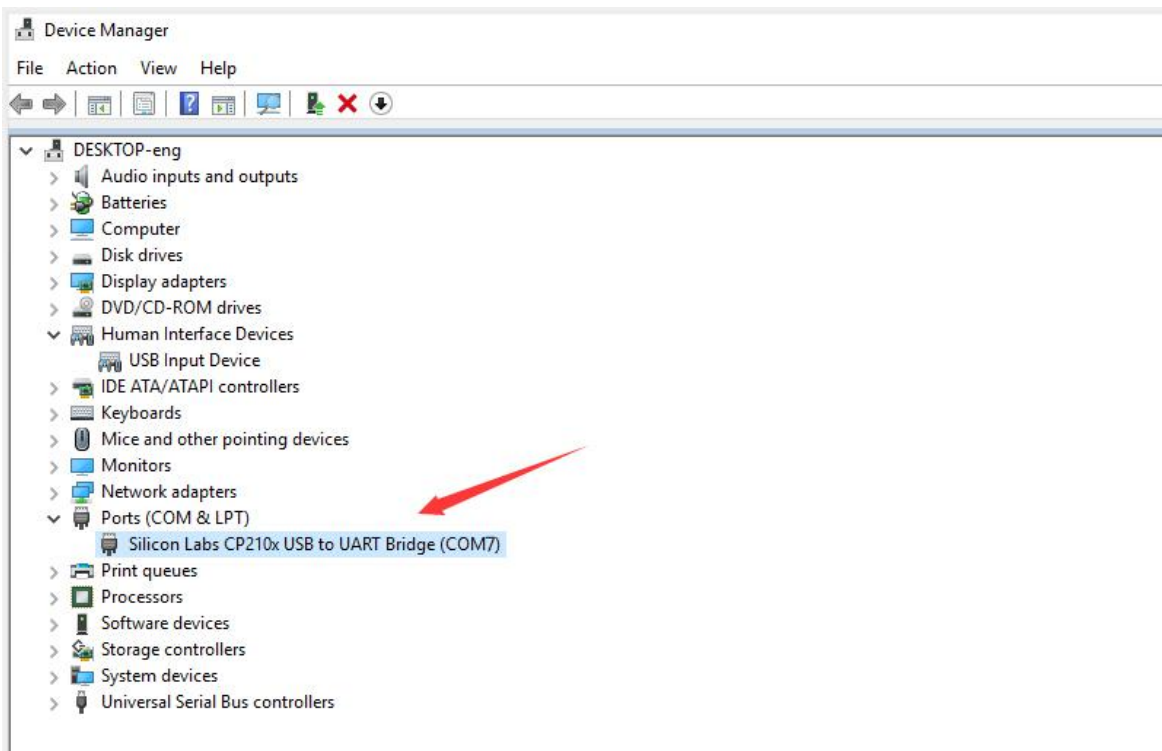 Device Manager
File Action View Help
DESKTOP-eng
Audio inputs and outputs
Batteries
Computer
Disk drives
Display adapters
DVD/CD-ROM drives
Human Interface Devices
USB Input Device
IDE ATA/ATAPI controllers
Keyboards
Mice and other pointing devices
Monitors
Network adapters
Ports (COM & LPT)
Silicon Labs CP210x USB to UART Bridge (COM7)
Print queues
Processors
Software devices
Storage controllers
System devices
Universal Serial Bus controllers